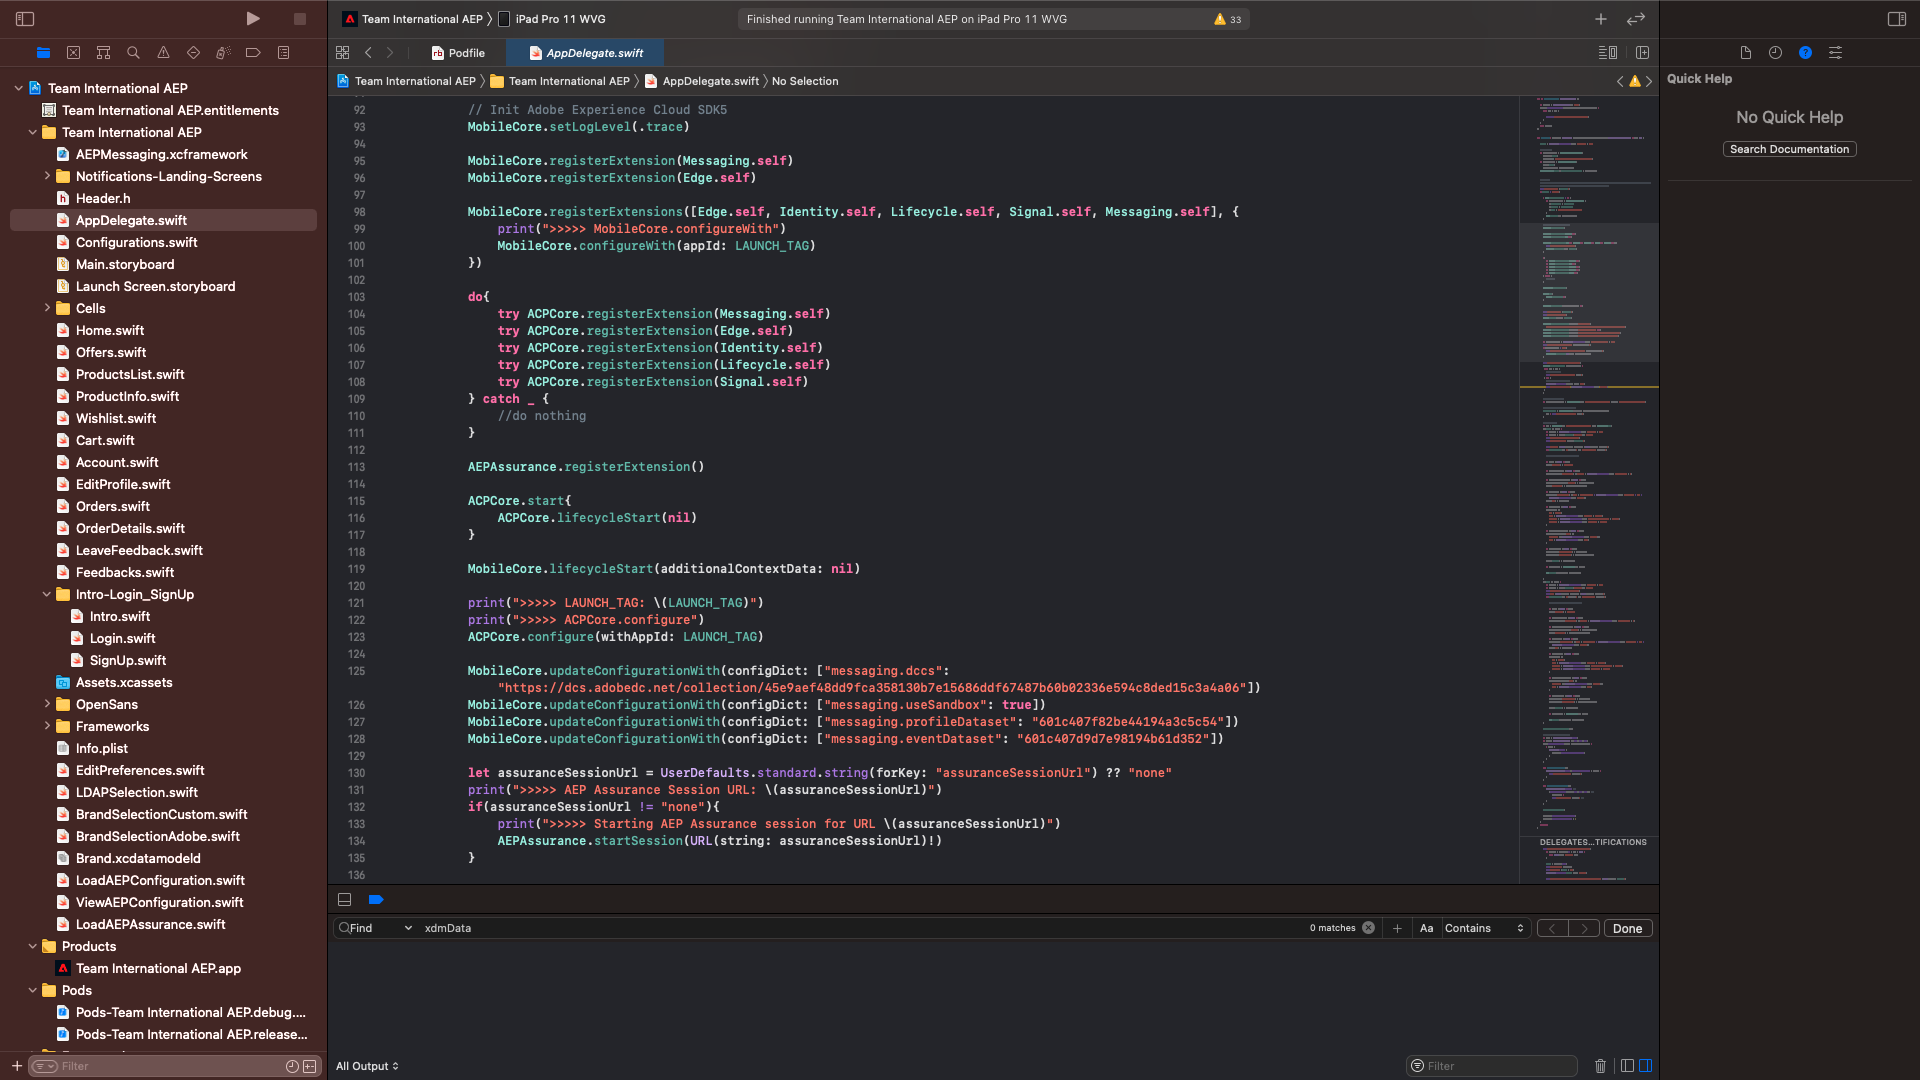 Team International AEP
iPad Pro 11 WVG
Finished running Team International AEP on iPad Pro 11 WVG
33
Podfile
AppDelegate.swift
Team International AEP
Team International AEP
AppDelegate.swift
No Selection
Team International AEP
Team International AEP.entitlements
Team International AEP
AEPMessaging.xcframework
Notifications-Landing-Screens
Header.h
AppDelegate.swift
Configurations.swift
Main.storyboard
Launch Screen.storyboard
Cells
Home.swift
Offers.swift
ProductsList.swift
ProductInfo.swift
Wishlist.swift
Cart.swift
Account.swift
EditProfile.swift
Orders.swift
OrderDetails.swift
LeaveFeedback.swift
Feedbacks.swift
Intro-Login_SignUp
Intro.swift
Login.swift
SignUp.swift
Assets.xcassets
OpenSans
Frameworks
Info.plist
EditPreferences.swift
LDAPSelection.swift
BrandSelectionCustom.swift
BrandSelectionAdobe.swift
Brand.xcdatamodeld
LoadAEPConfiguration.swift
ViewAEPConfiguration.swift
LoadAEPAssurance.swift
Products
Team International AEP.app
Pods
Pods-Team International AEP.debug....
Pods-Team International AEP.release...
Filter
92 // Init Adobe Experience Cloud SDK5
93 MobileCore.setLogLevel(.trace)
94
95 MobileCore.registerExtension(Messaging.self)
96 MobileCore.registerExtension(Edge.self)
97
98 MobileCore.registerExtensions([Edge.self, Identity.self, Lifecycle.self, Signal.self, Messaging.self], {
99 print(">>>>> MobileCore.configureWith")
100 MobileCore.configureWith(appId: LAUNCH_TAG)
101 })
102
103 do{
104 try ACPCore.registerExtension(Messaging.self)
105 try ACPCore.registerExtension(Edge.self)
106 try ACPCore.registerExtension(Identity.self)
107 try ACPCore.registerExtension(Lifecycle.self)
108 try ACPCore.registerExtension(Signal.self)
109 } catch _ {
110 //do nothing
111 }
112
113 AEPAssurance.registerExtension()
114
115 ACPCore.start{
116 ACPCore.lifecycleStart(nil)
117 }
118
119 MobileCore.lifecycleStart(additionalContextData: nil)
120
121 print(">>>>> LAUNCH_TAG: \(LAUNCH_TAG)")
122 print(">>>>> ACPCore.configure")
123 ACPCore.configure(withAppId: LAUNCH_TAG)
124
125 MobileCore.updateConfigurationWith(configDict: ["messaging.dccs":
"https://dcs.adobedc.net/collection/45e9aef48dd9fca358130b7e15686ddf67487b60b02336e594c8ded15c3a4a06"])
126 MobileCore.updateConfigurationWith(configDict: ["messaging.useSandbox": true])
127 MobileCore.updateConfigurationWith(configDict: ["messaging.profileDataset": "601c407f82be44194a3c5c54"])
128 MobileCore.updateConfigurationWith(configDict: ["messaging.eventDataset": "601c407d9d7e98194b61d352"])
129
130 let assuranceSessionUrl = UserDefaults.standard.string(forKey: "assuranceSessionUrl") ?? "none"
131 print(">>>>> AEP Assurance Session URL: \(assuranceSessionUrl)")
132 if(assuranceSessionUrl != "none"){
133 print(">>>>> Starting AEP Assurance session for URL \(assuranceSessionUrl)")
134 AEPAssurance.startSession(URL(string: assuranceSessionUrl)!)
135 }
136
DELEGATES...TIFICATIONS
Find
xdmData
0 matches
Aa
Contains
Done
All Output
Filter
Quick Help
No Quick Help
Search Documentation